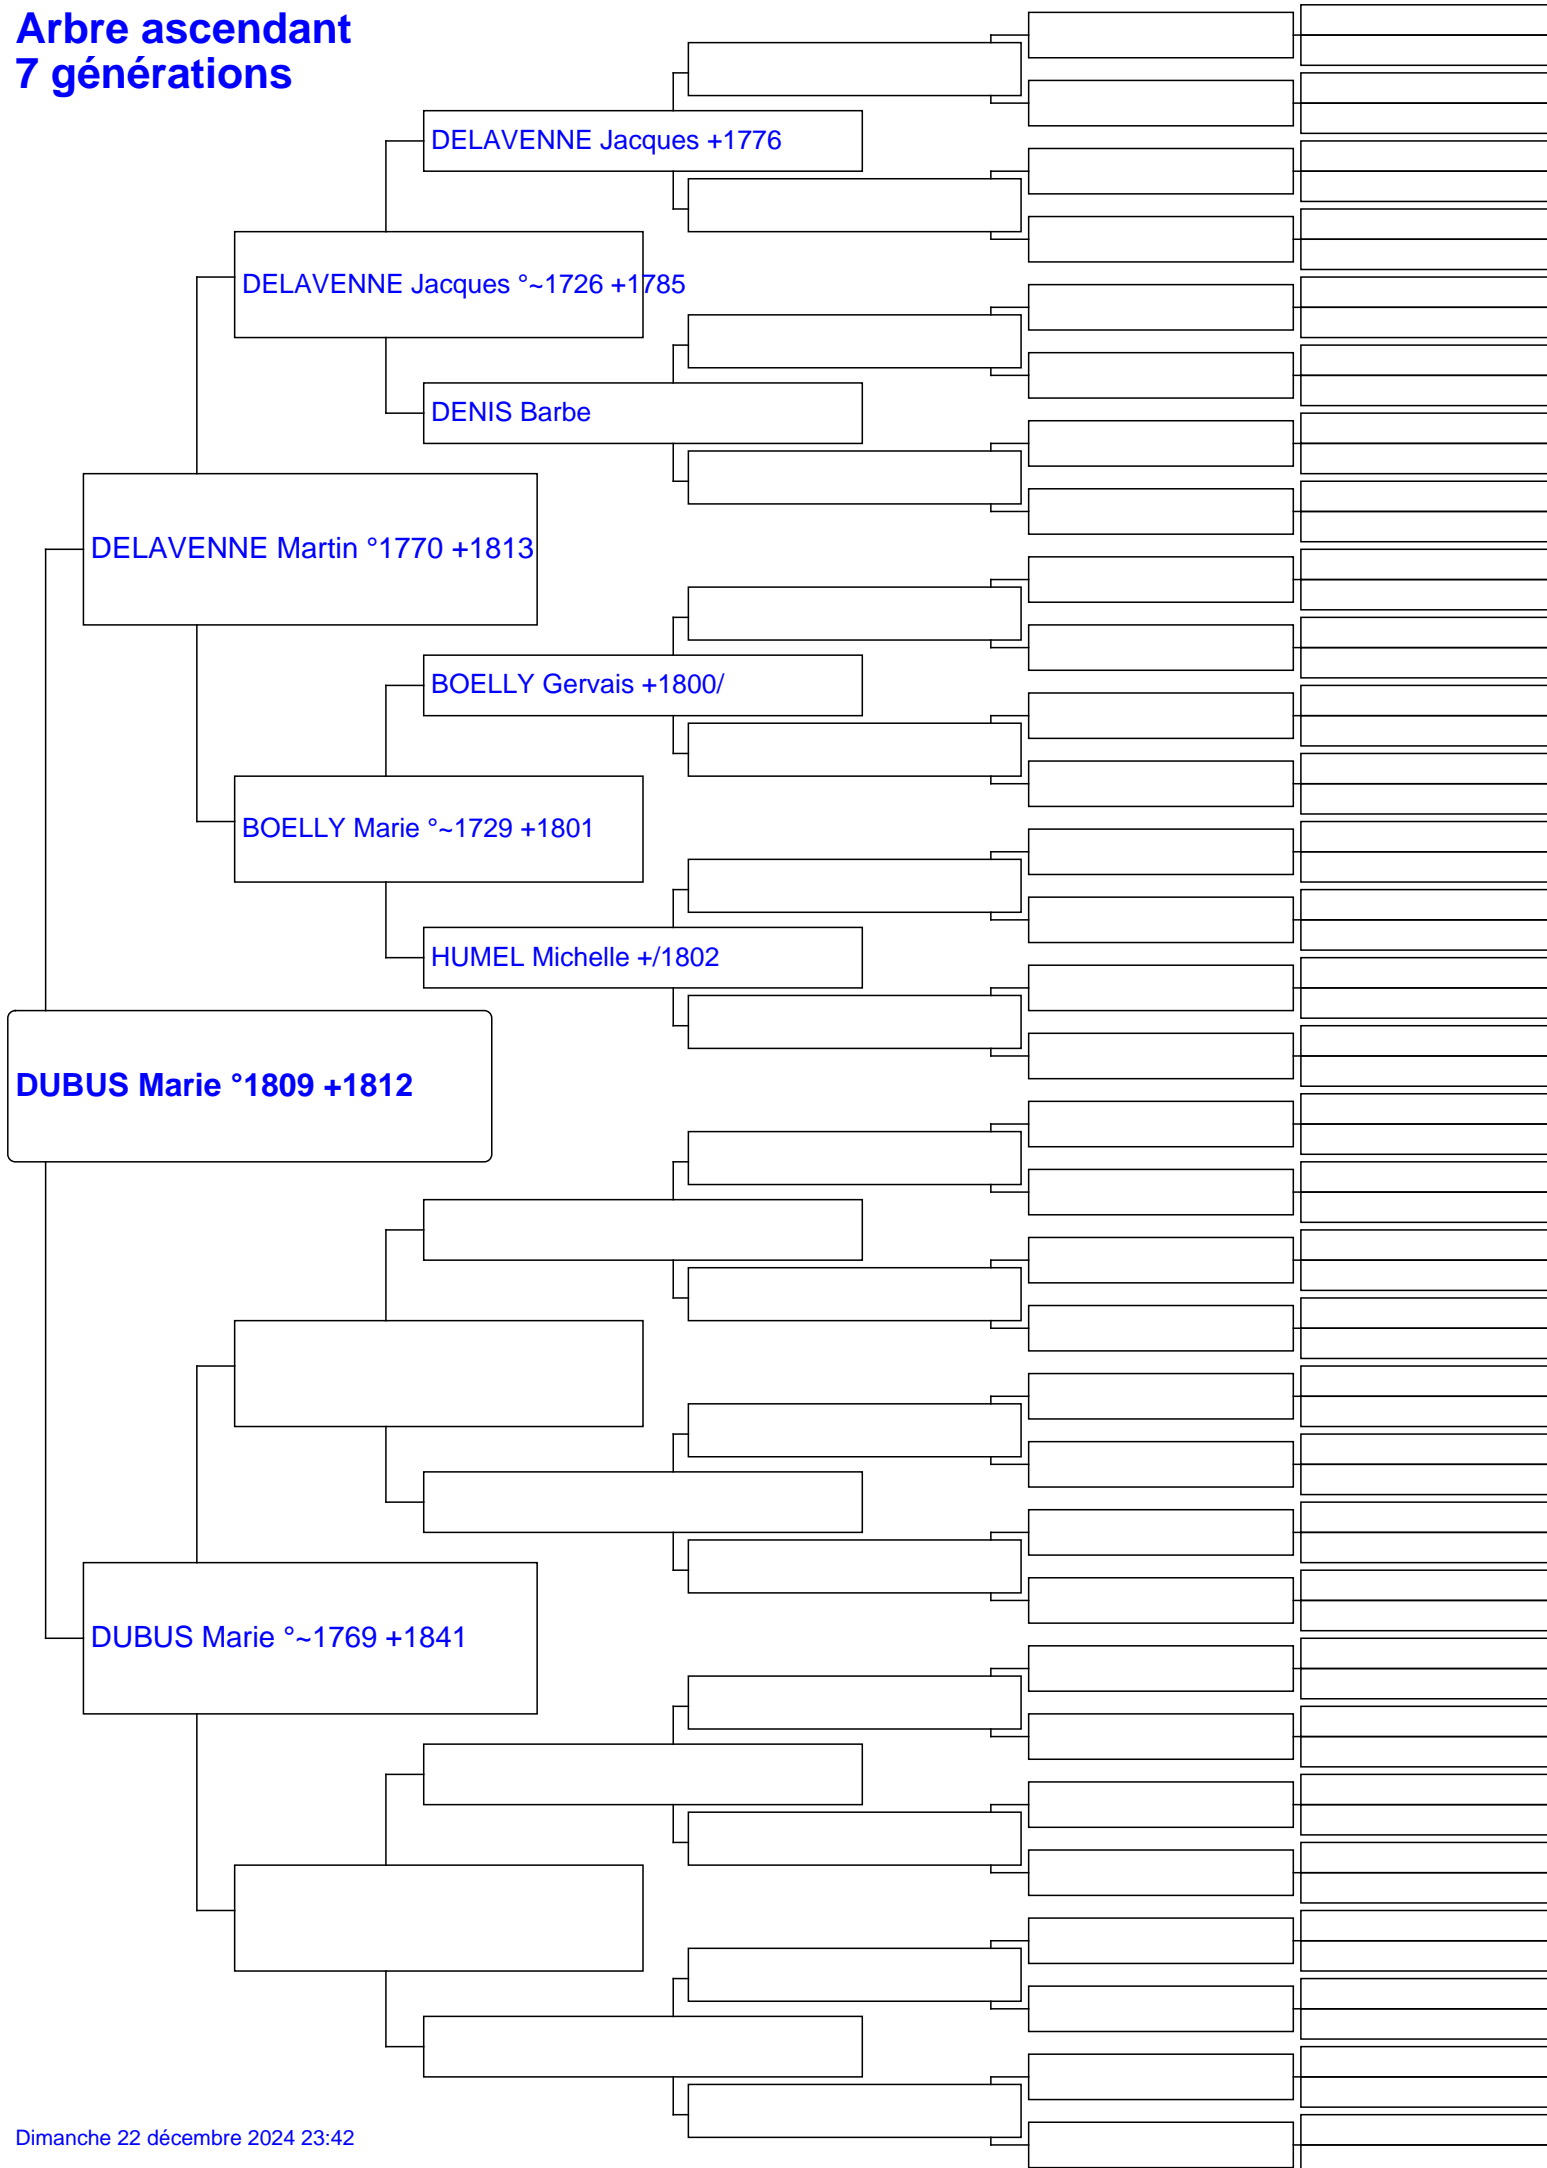 Arbre ascendant
7 générations
DELAVENNE Jacques +1776
DELAVENNE Jacques °~1726 +1785
DENIS Barbe
DELAVENNE Martin °1770 +1813
BOELLY Gervais +1800/
BOELLY Marie °~1729 +1801
HUMEL Michelle +/1802
DUBUS Marie °1809 +1812
DUBUS Marie °~1769 +1841
Dimanche 22 décembre 2024 23:42